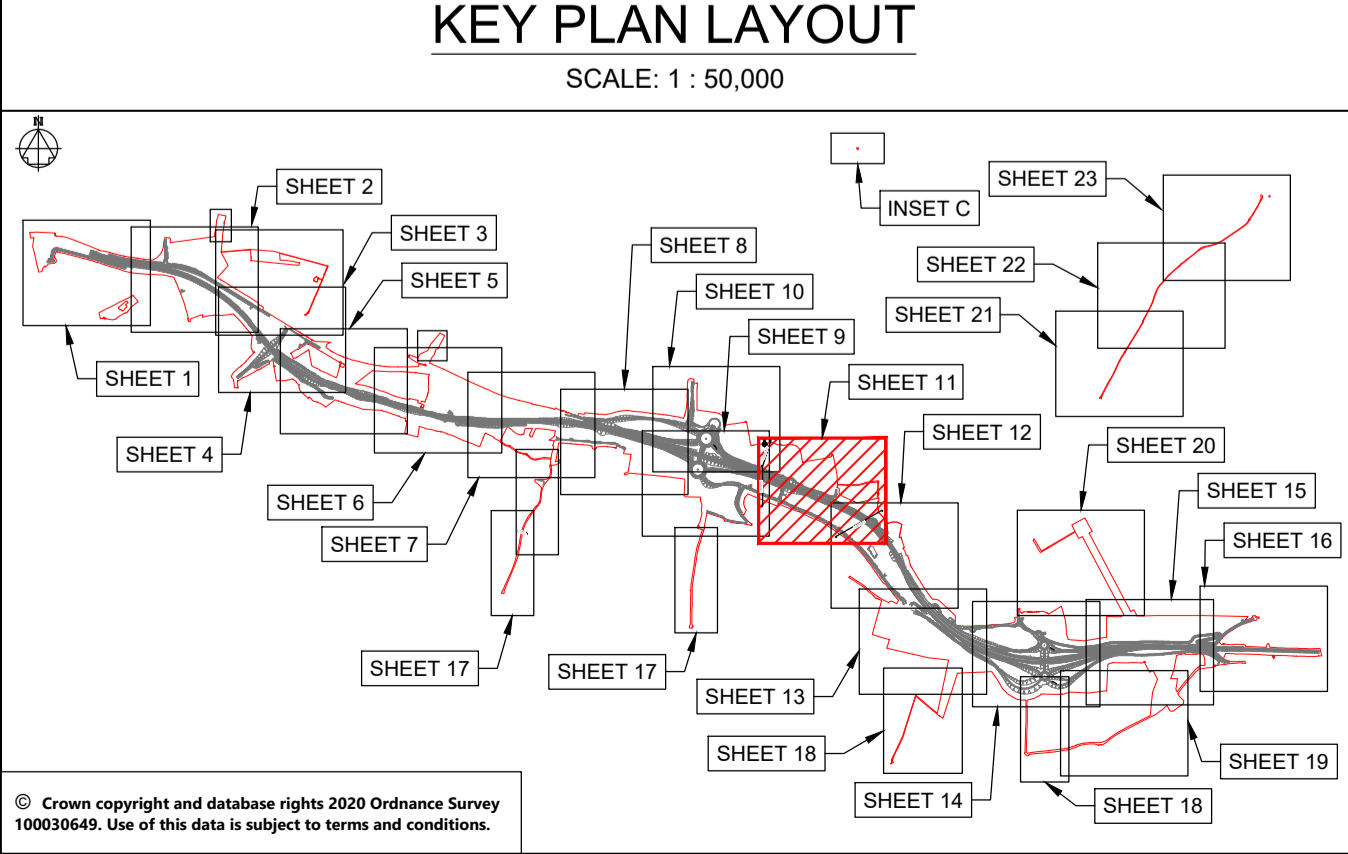 KEY PLAN LAYOUT
SCALE: 1 : 50,000
N
SHEET 2
SHEET 3
SHEET 5
SHEET 1
SHEET 4
SHEET 6
SHEET 7
SHEET 8
SHEET 10
SHEET 9
SHEET 11
SHEET 12
INSET C
SHEET 23
SHEET 22
SHEET 21
SHEET 20
SHEET 15
SHEET 16
SHEET 17
SHEET 17
SHEET 13
SHEET 18
SHEET 14
SHEET 19
SHEET 18
© Crown copyright and database rights 2020 Ordnance Survey
100030649. Use of this data is subject to terms and conditions.